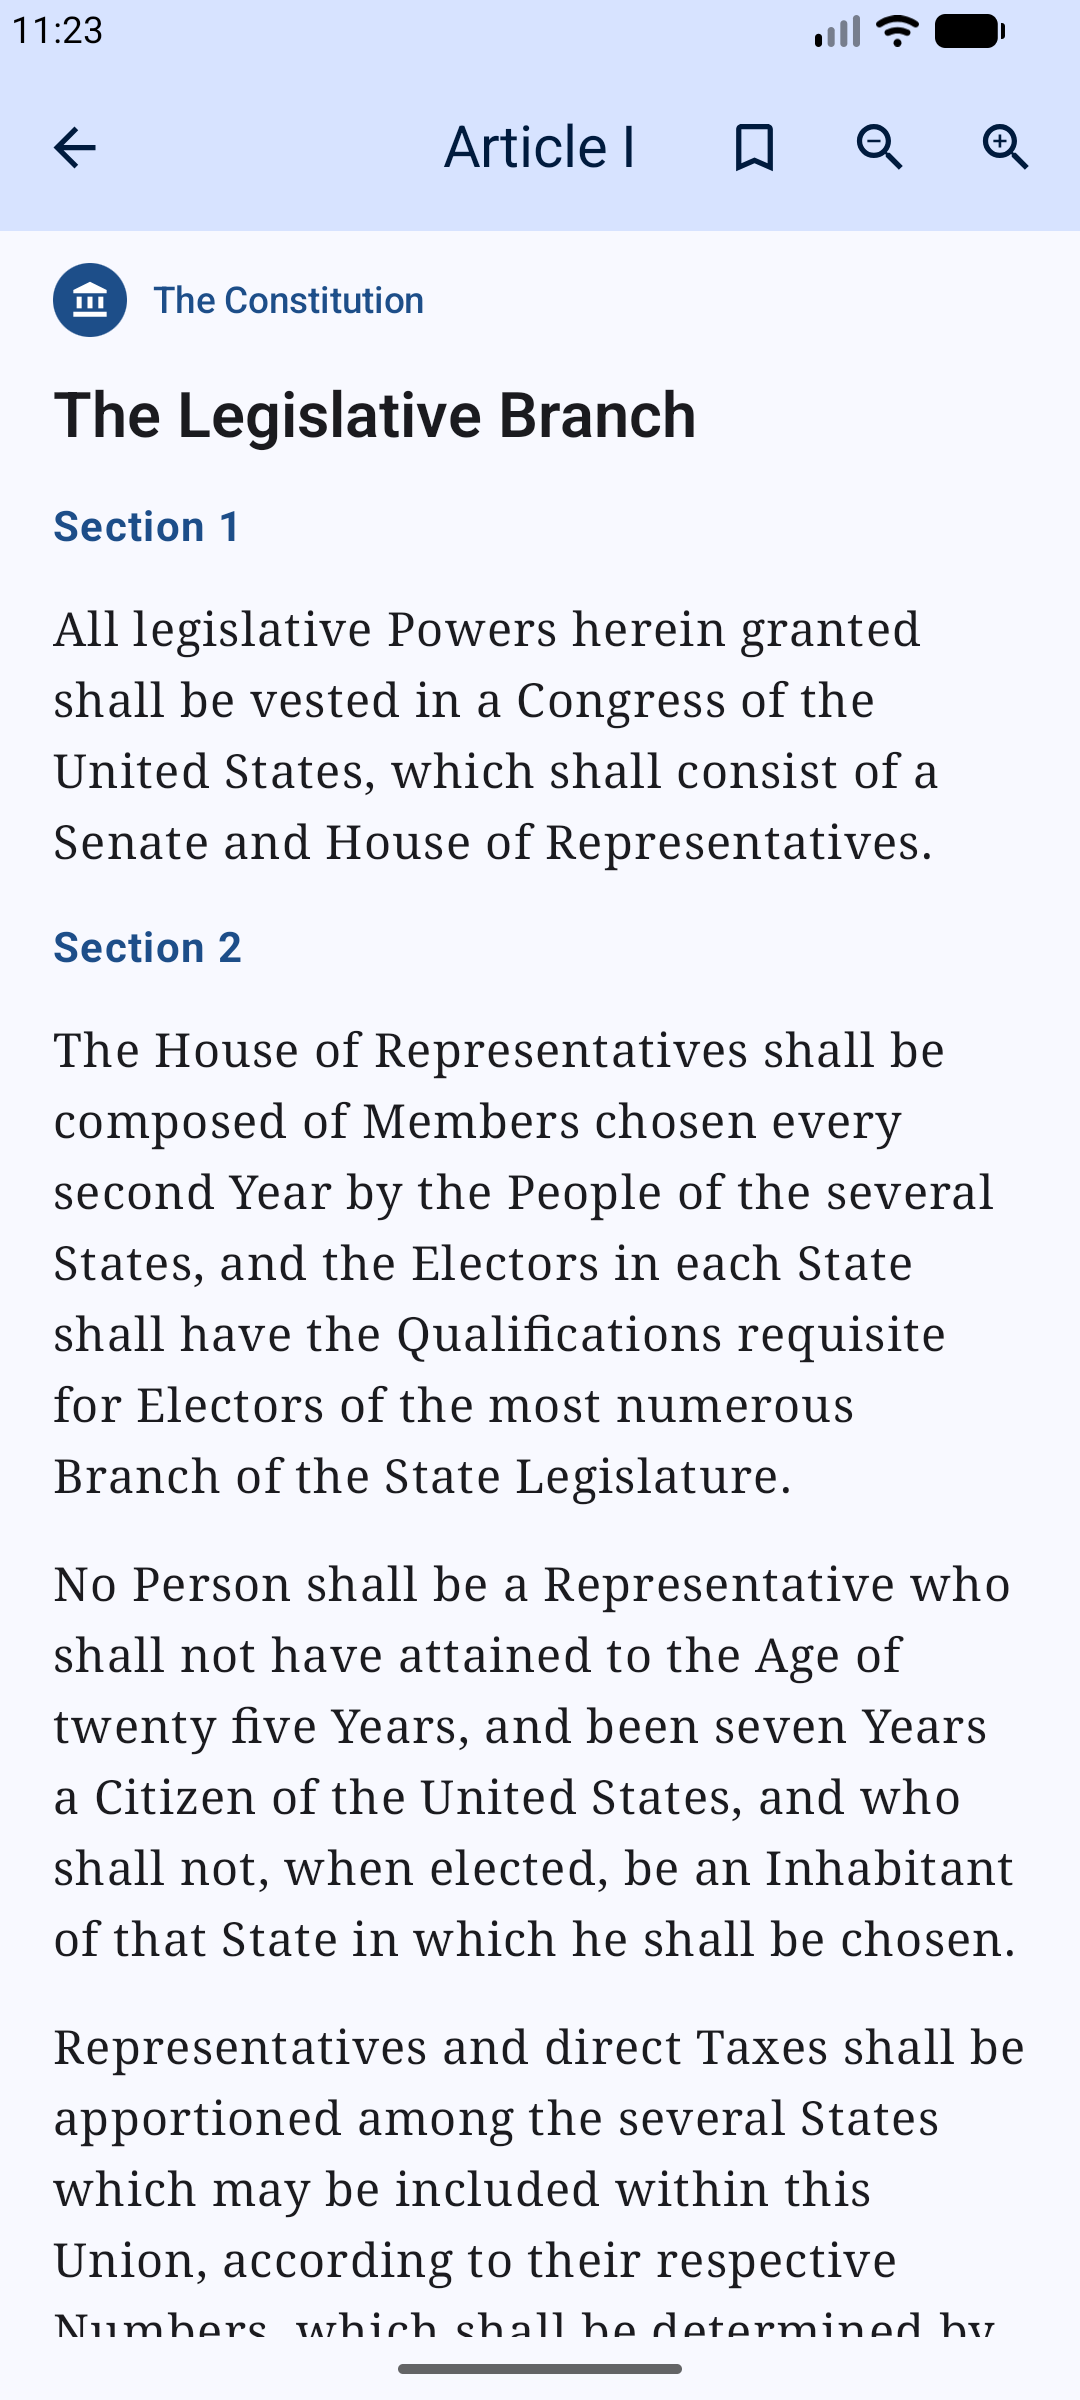 11:23
Article I
The Constitution
The Legislative Branch
Section 1
All legislative Powers herein granted
shall be vested in a Congress of the
United States, which shall consist of a
Senate and House of Representatives.
Section 2
The House of Representatives shall be
composed of Members chosen every
second Year by the People of the several
States, and the Electors in each State
shall have the Qualifications requisite
for Electors of the most numerous
Branch of the State Legislature.
No Person shall be a Representative who
shall not have attained to the Age of
twenty five Years, and been seven Years
a Citizen of the United States, and who
shall not, when elected, be an Inhabitant
of that State in which he shall be chosen.
Representatives and direct Taxes shall be
apportioned among the several States
which may be included within this
Union, according to their respective
Numbers, which shall be determined by